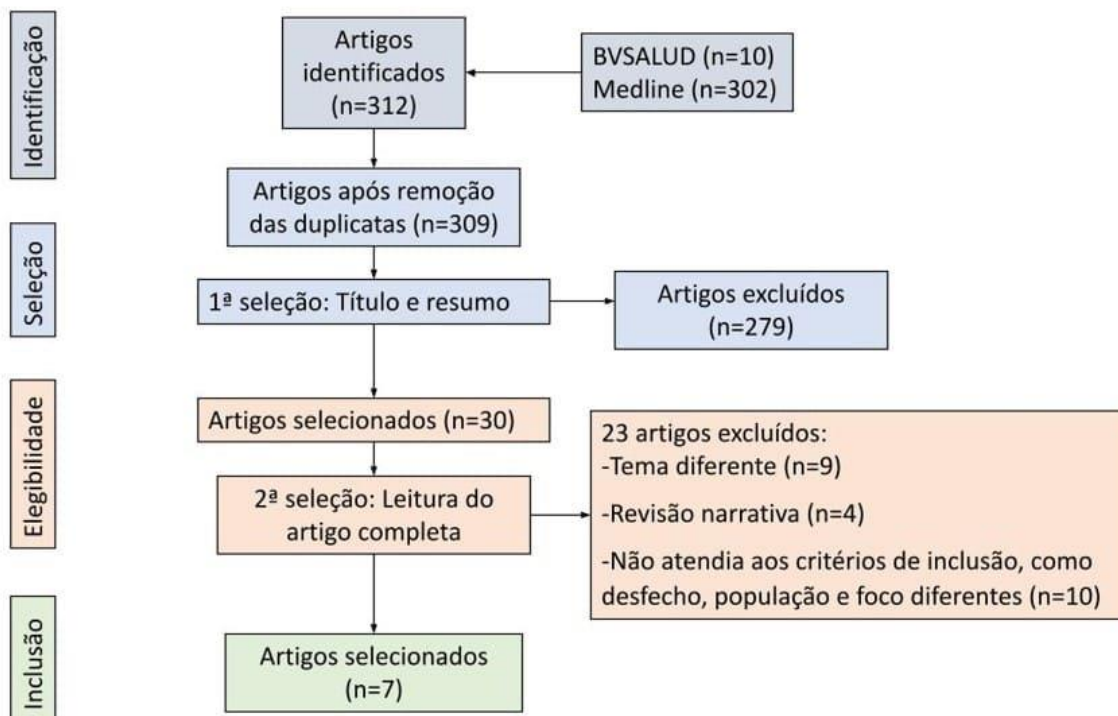 Identificação
Artigos
identificados
(n=312)
BVSALUD (n=10)
Medline (n=302)
Artigos após remoção
das duplicatas (n=309)
Seleção
1ª seleção: Título e resumo
Artigos excluídos
(n=279)
Elegibilidade
Artigos selecionados (n=30)
2ª seleção: Leitura do
artigo completa
23 artigos excluídos:
-Tema diferente (n=9)
-Revisão narrativa (n=4)
-Não atendia aos critérios de inclusão, como
desfecho, população e foco diferentes (n=10)
Inclusão
Artigos selecionados
(n=7)